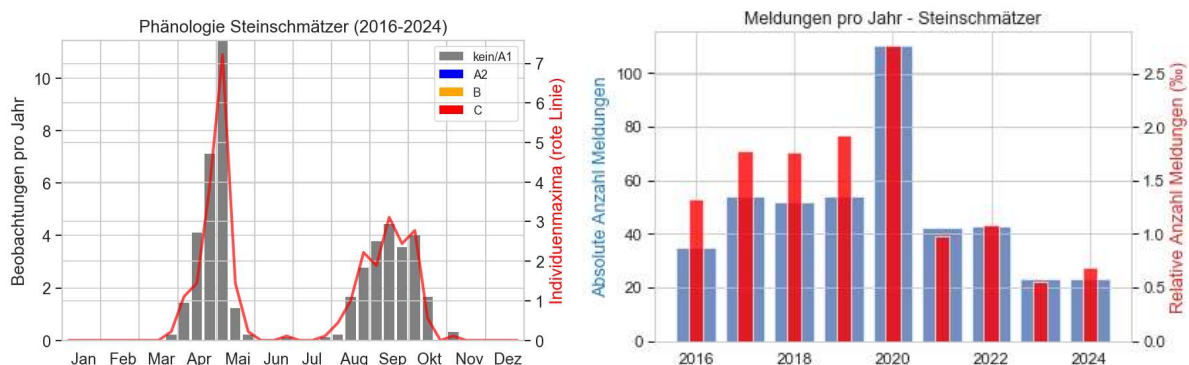 Phänologie Steinschmätzer (2016-2024)
Beobachtungen pro Jahr
10
8
6
4
2
0
kein/A1
A2
B
C
7
6
5
4
3
2
1
0
Individuenmaxima (rote Linie)
Jan Feb Mar Apr Mai Jun Jul Aug Sep Okt Nov Dez
Meldungen pro Jahr - Steinschmätzer
Absolute Anzahl Meldungen
100
80
60
40
20
0
2.5
2.0
1.5
1.0
0.5
0.0
Relative Anzahl Meldungen (‰)
2016 2018 2020 2022 2024